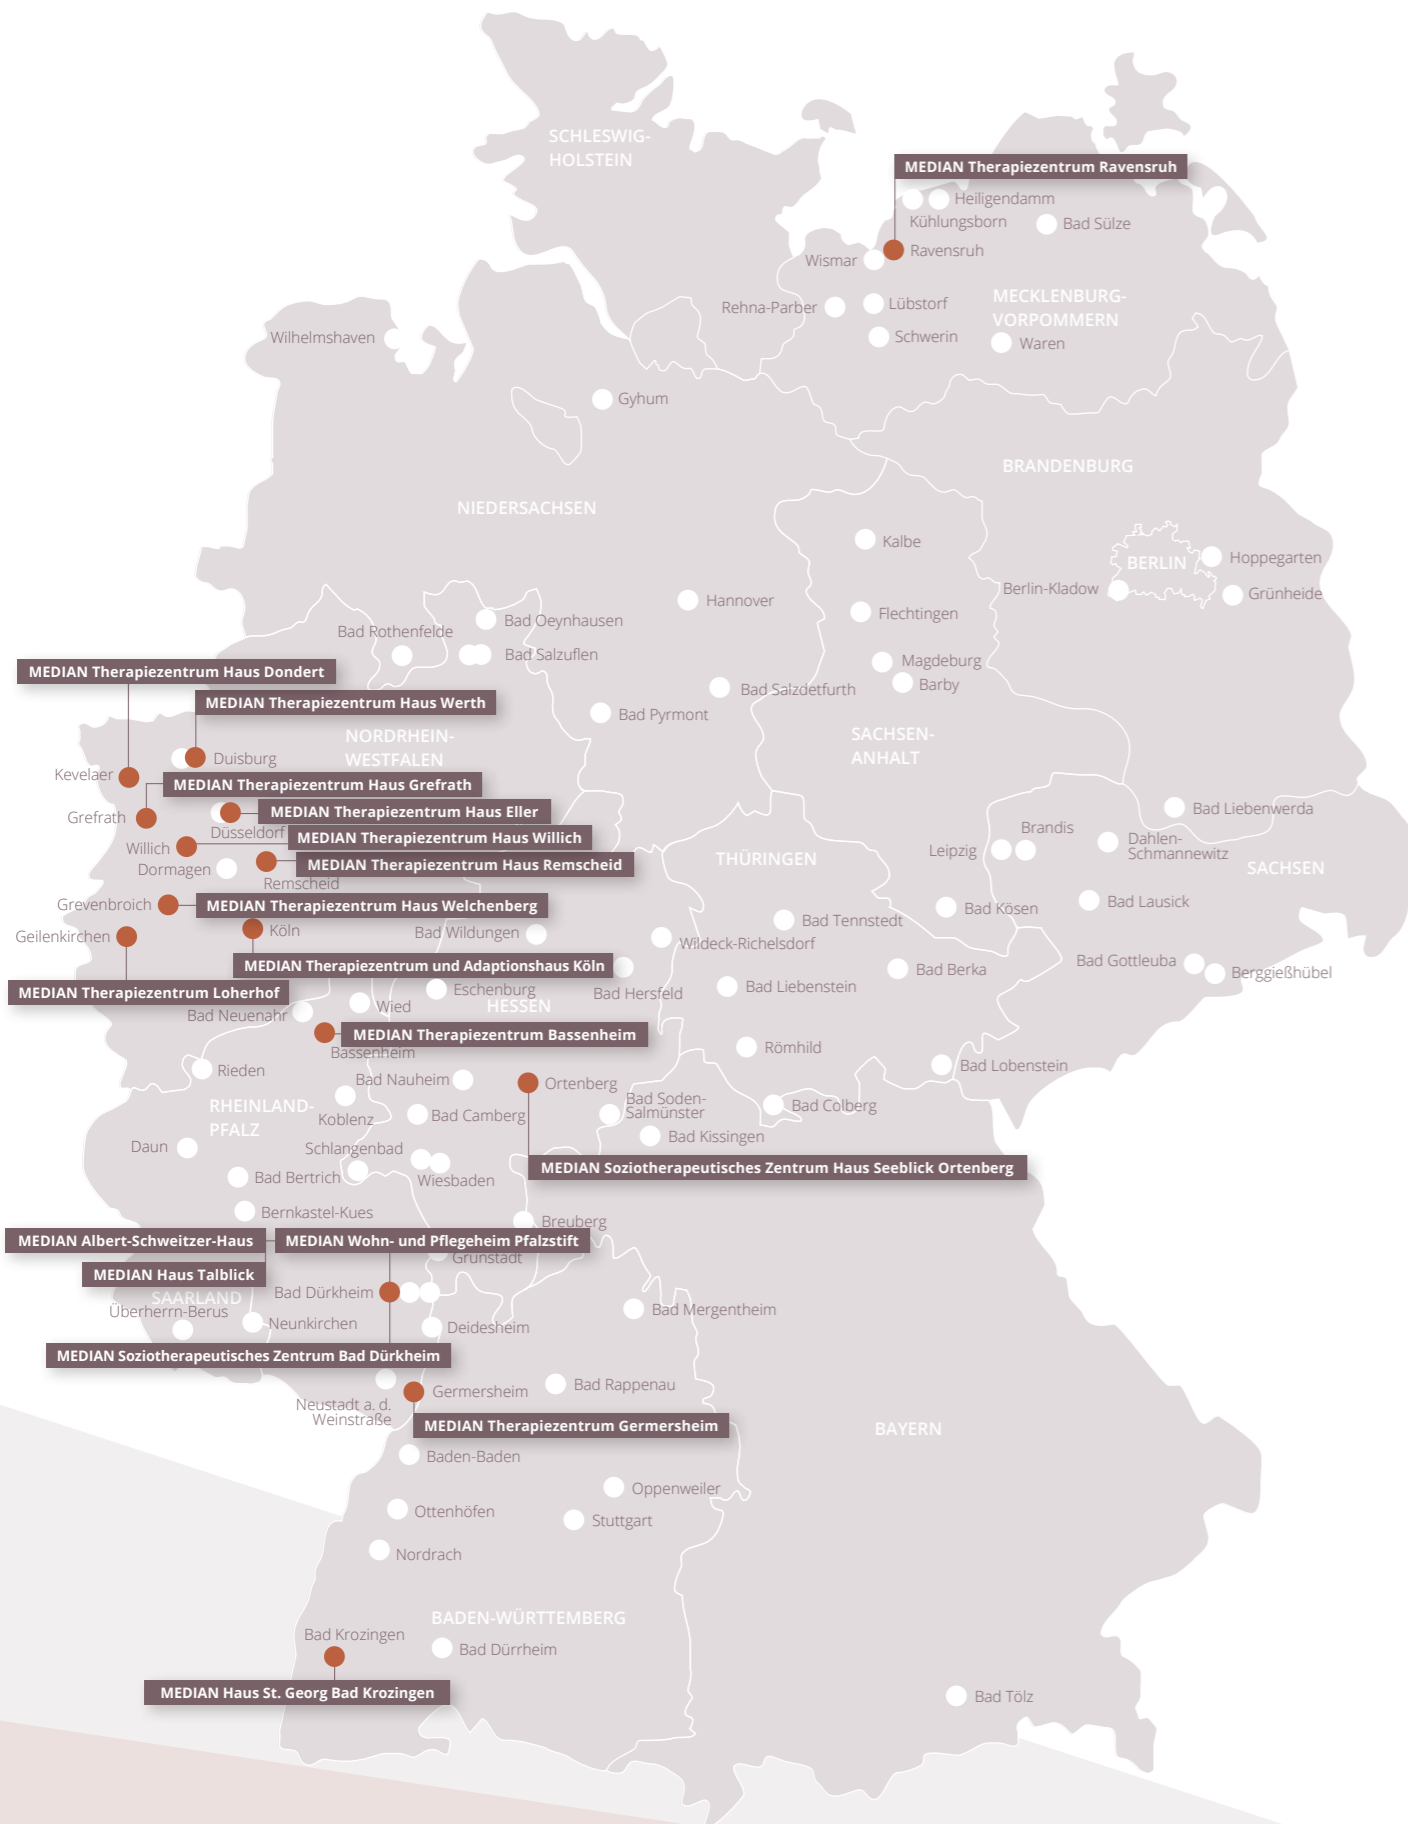 SCHLESWIG-
HOLSTEIN
MEDIAN Therapiezentrum Ravensruh
Heiligendamm
Kühlungsborn
Bad Sülze
Ravensruh
Wismar
MECKLENBURG-
VORPOMMERN
Rehna-Parber
Lübstorf
Schwerin
Waren
Wilhelmshaven
Gyhum
BRANDENBURG
NIEDERSACHSEN
Kalbe
BERLIN
Hoppegarten
Berlin-Kladow
Grünheide
Hannover
Flechtingen
Bad Oeynhausen
Bad Rothenfelde
Bad Salzuflen
Magdeburg
Barby
MEDIAN Therapiezentrum Haus Dondert
MEDIAN Therapiezentrum Haus Werth
Bad Salzdetfurth
Bad Pyrmont
NORDRHEIN-
WESTFALEN
SACHSEN-
ANHALT
Duisburg
Kevelaer
MEDIAN Therapiezentrum Haus Grefrath
Grefrath
MEDIAN Therapiezentrum Haus Eller
Düsseldorf
MEDIAN Therapiezentrum Haus Willich
Willich
MEDIAN Therapiezentrum Haus Remscheid
Dormagen
Remscheid
Bad Liebenwerda
Brandis
Leipzig
Dahlen-
Schmannewitz
THÜRINGEN
SACHSEN
Grevenbroich
MEDIAN Therapiezentrum Haus Welchenberg
Bad Kösen
Bad Lausick
Bad Tennstedt
Geilenkirchen
Köln
Bad Wildungen
Wildeck-Richelsdorf
MEDIAN Therapiezentrum und Adaptionshaus Köln
Bad Berka
Bad Gottleuba
Berggießhübel
MEDIAN Therapiezentrum Loherhof
Eschenburg
Bad Hersfeld
Bad Liebenstein
HESSEN
Wied
Bad Neuenahr
MEDIAN Therapiezentrum Bassenheim
Bassenheim
Römhild
Bad Lobenstein
Rieden
Bad Nauheim
Ortenberg
RHEINLAND-
PFALZ
Koblenz
Bad Camberg
Bad Soden-
Salmünster
Bad Colberg
Bad Kissingen
Daun
Schlangenbad
Bad Bertrich
Wiesbaden
MEDIAN Soziotherapeutisches Zentrum Haus Seeblick Ortenberg
Bernkastel-Kues
Breuberg
MEDIAN Albert-Schweitzer-Haus
MEDIAN Wohn- und Pflegeheim Pfalzstift
Grünstadt
MEDIAN Haus Talblick
SAARLAND
Bad Dürkheim
Überherrn-Berus
Neunkirchen
Deidesheim
Bad Mergentheim
MEDIAN Soziotherapeutisches Zentrum Bad Dürkheim
Neustadt a. d.
Weinstraße
Germersheim
Bad Rappenau
MEDIAN Therapiezentrum Germersheim
BAYERN
Baden-Baden
Oppenweiler
Ottenhöfen
Stuttgart
Nordrach
BADEN-WÜRTTEMBERG
Bad Krozingen
Bad Dürrheim
MEDIAN Haus St. Georg Bad Krozingen
Bad Tölz